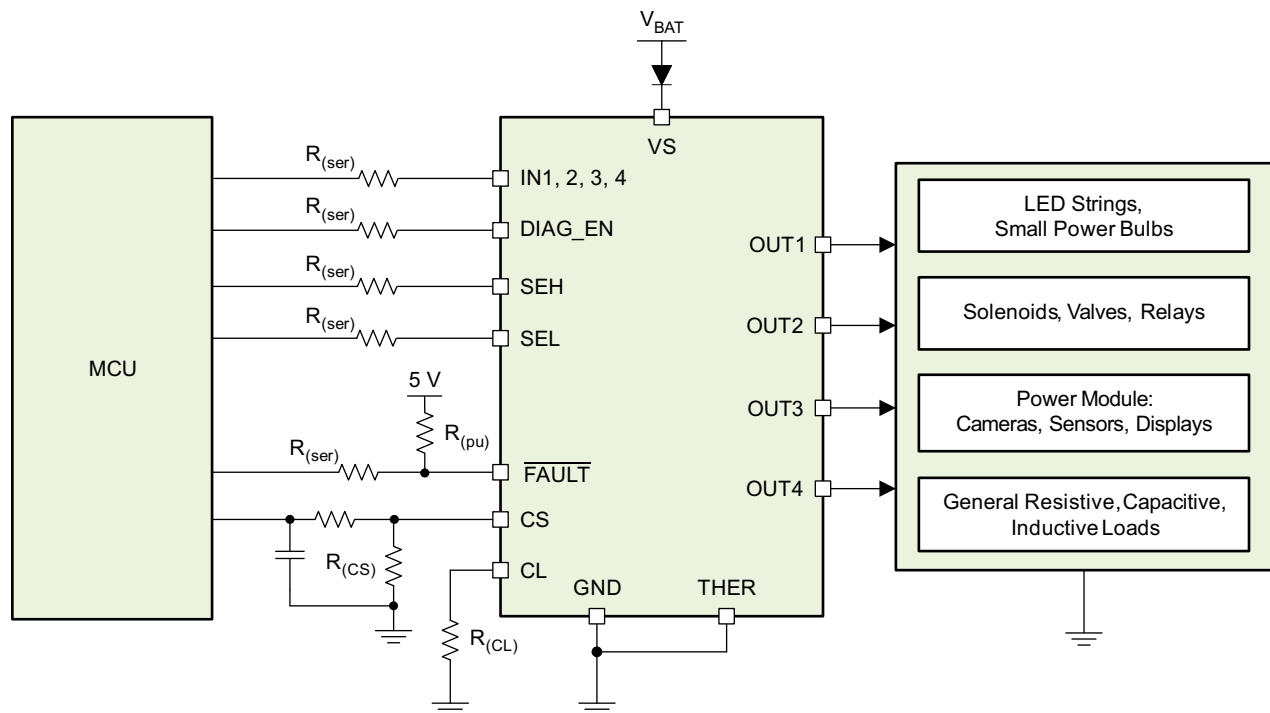 V(BAT)
VS
MCU
R(ser)
IN1, 2, 3, 4
R(ser)
DIAG_EN
R(ser)
SEH
R(ser)
SEL
5 V
R(pu)
R(ser)
FAULT
CS
R(CS)
CL
R(CL)
GND
THER
OUT1
OUT2
OUT3
OUT4
LED Strings,
Small Power Bulbs
Solenoids, Valves, Relays
Power Module:
Cameras, Sensors, Displays
General Resistive, Capacitive,
Inductive Loads